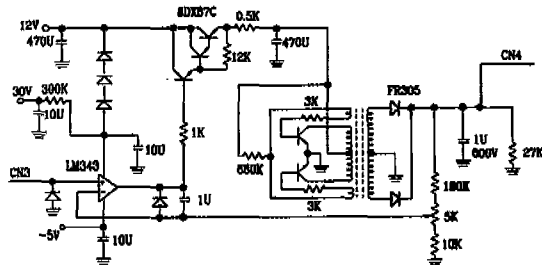 12V
470U
SDX67C
0.5K
470U
12K
CN4
30V
300K
10U
FR305
3K
1K
10U
LM343
CN3
1U
680K
3K
1U
600V
27K
180K
5K
10K
-5V
10U